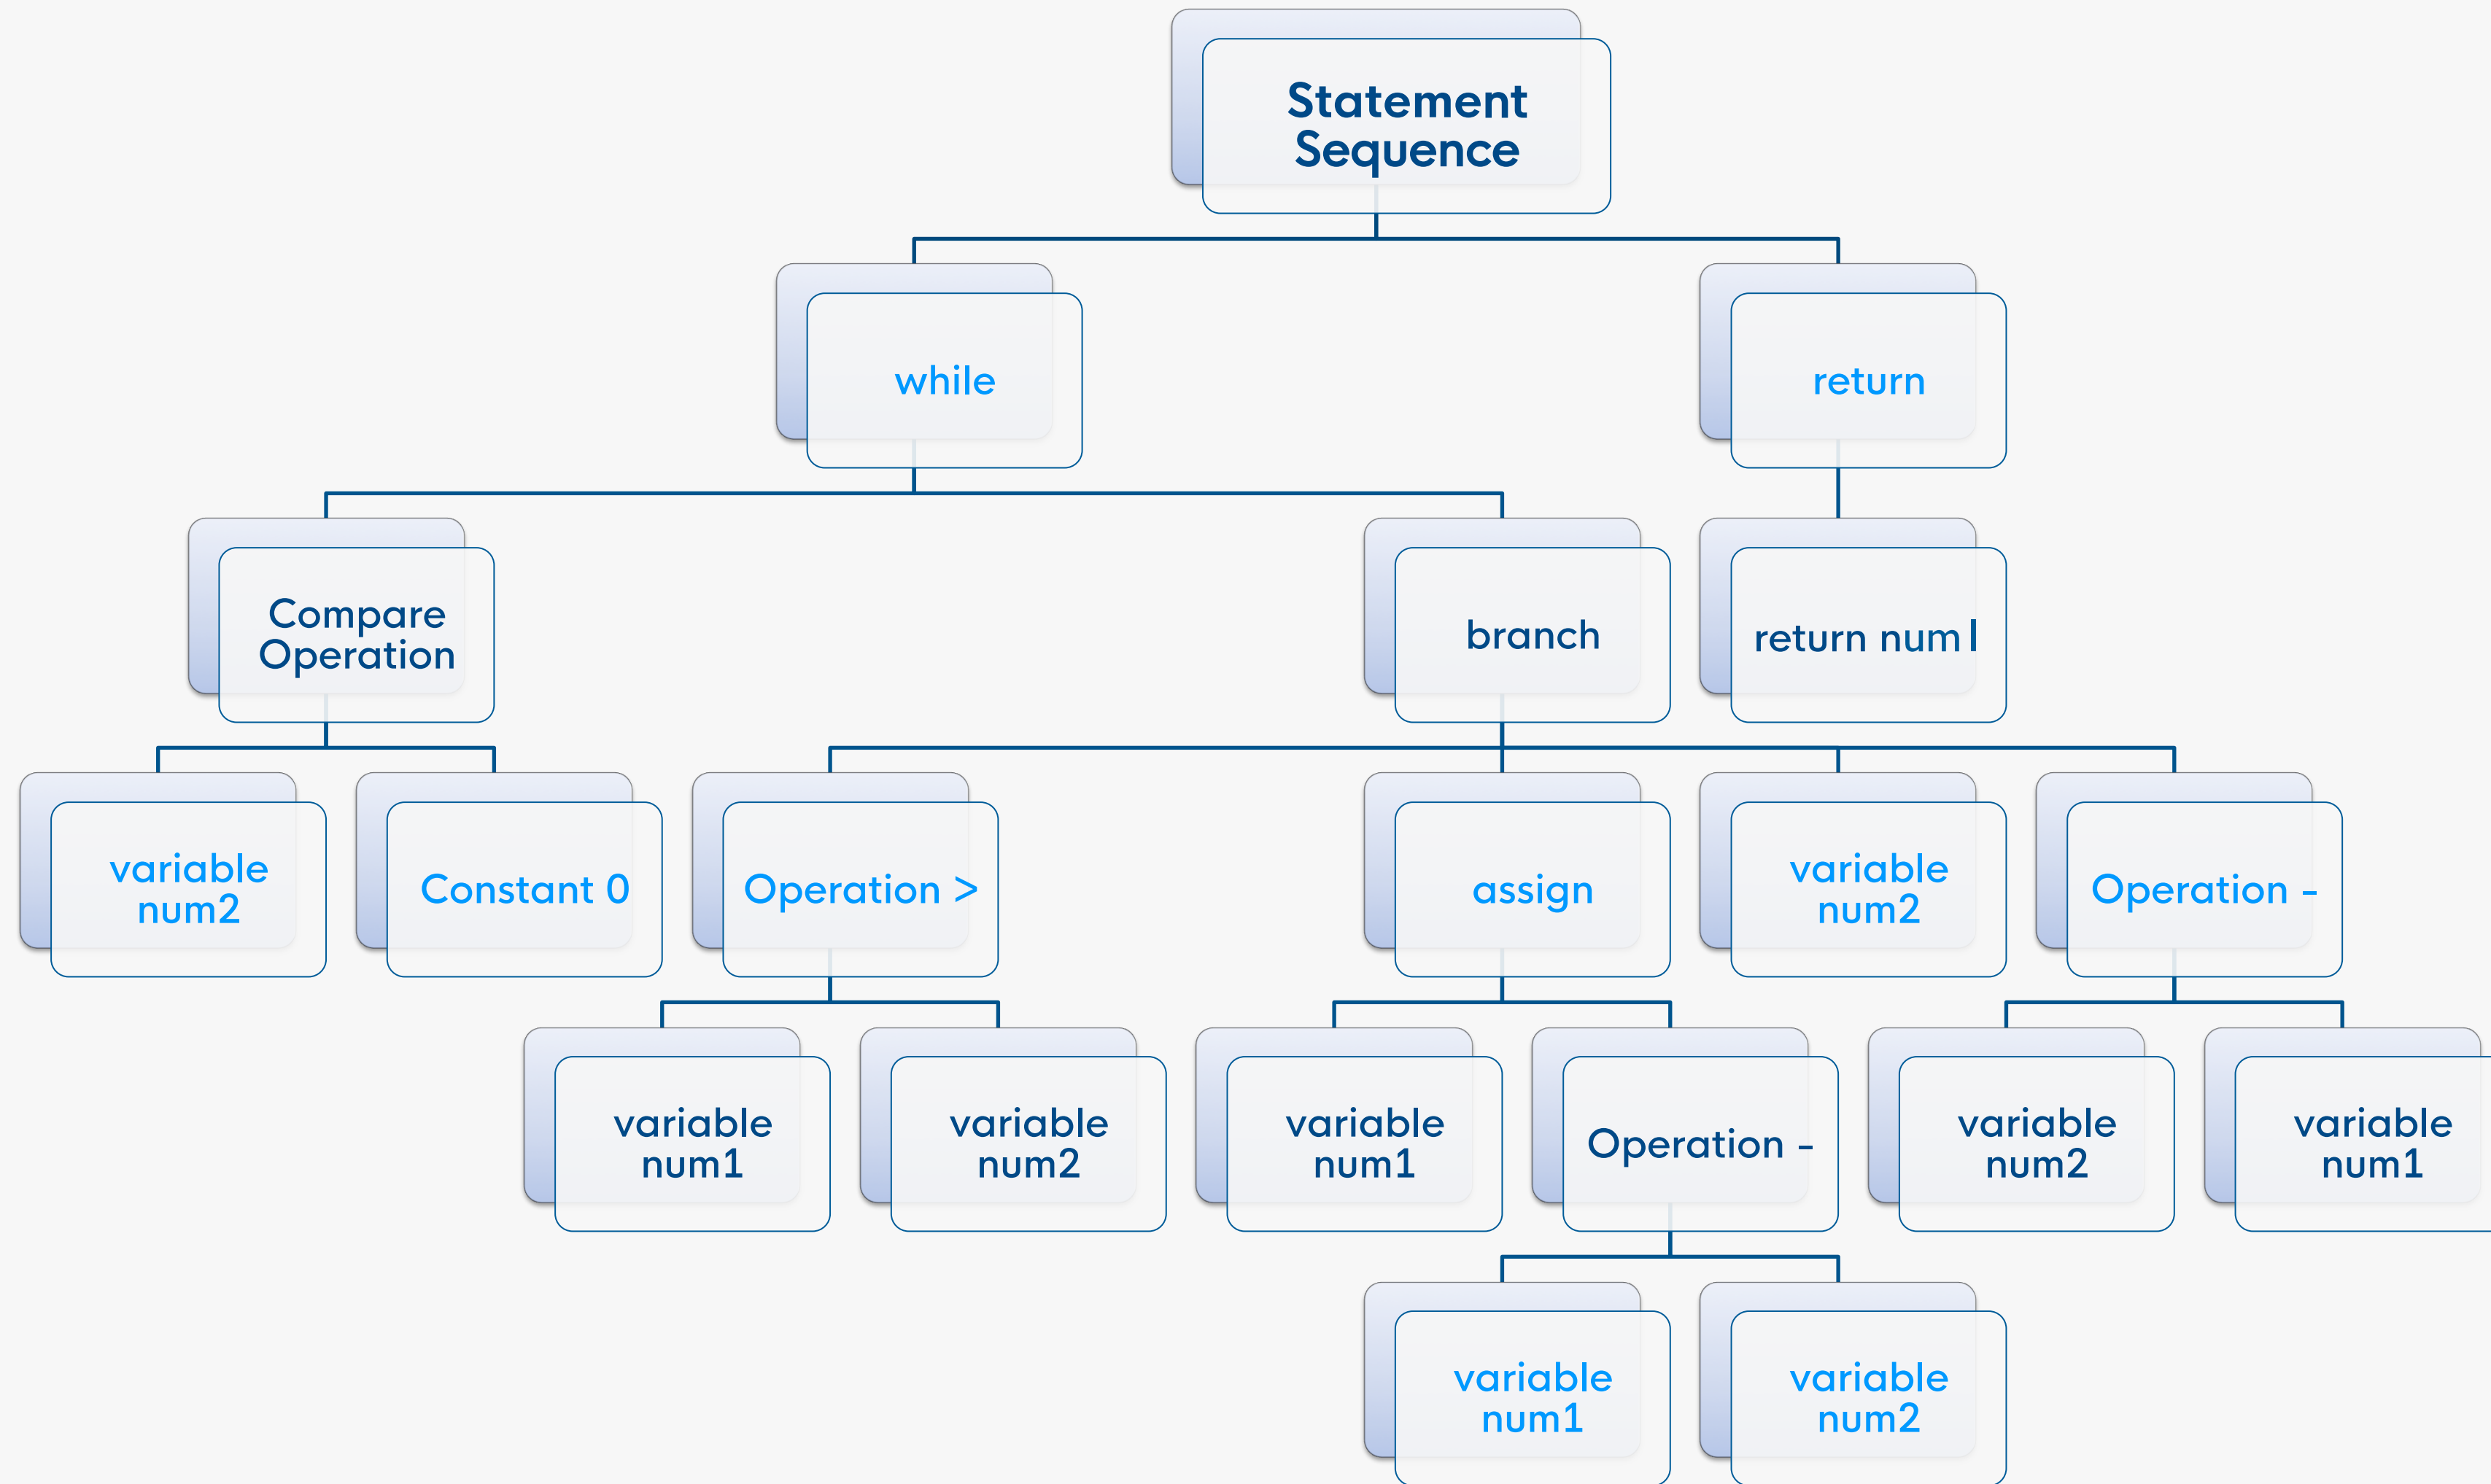 Statement
Sequence
while
return
Compare
Operation
branch
return num l
variable
num2
Constant 0
Operation >
assign
variable
num2
Operation -
variable
num1
variable
num2
variable
num1
Operation -
variable
num2
variable
num1
variable
num1
variable
num2